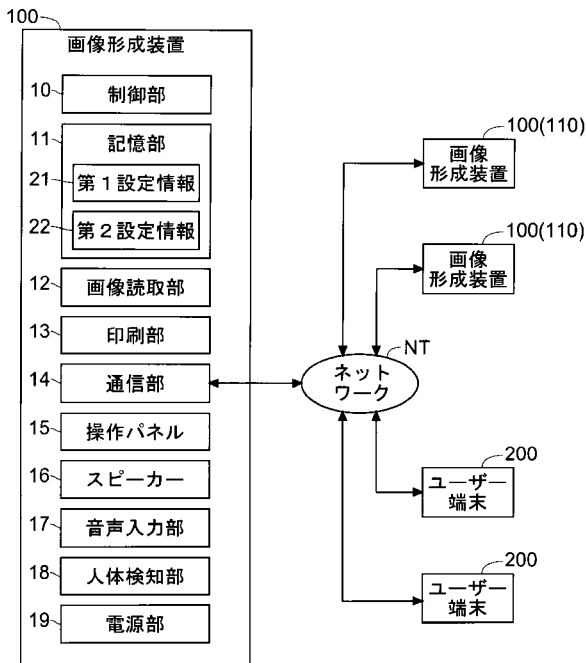 100
画像形成装置
10
制御部
11
記憶部
21
第1設定情報
22
第2設定情報
12
画像読取部
13
印刷部
14
通信部
15
操作パネル
16
スピーカー
17
音声入力部
18
人体検知部
19
電源部
100(110)
画像
形成装置
100(110)
画像
形成装置
NT
ネット
ワーク
200
ユーザー
端末
200
ユーザー
端末